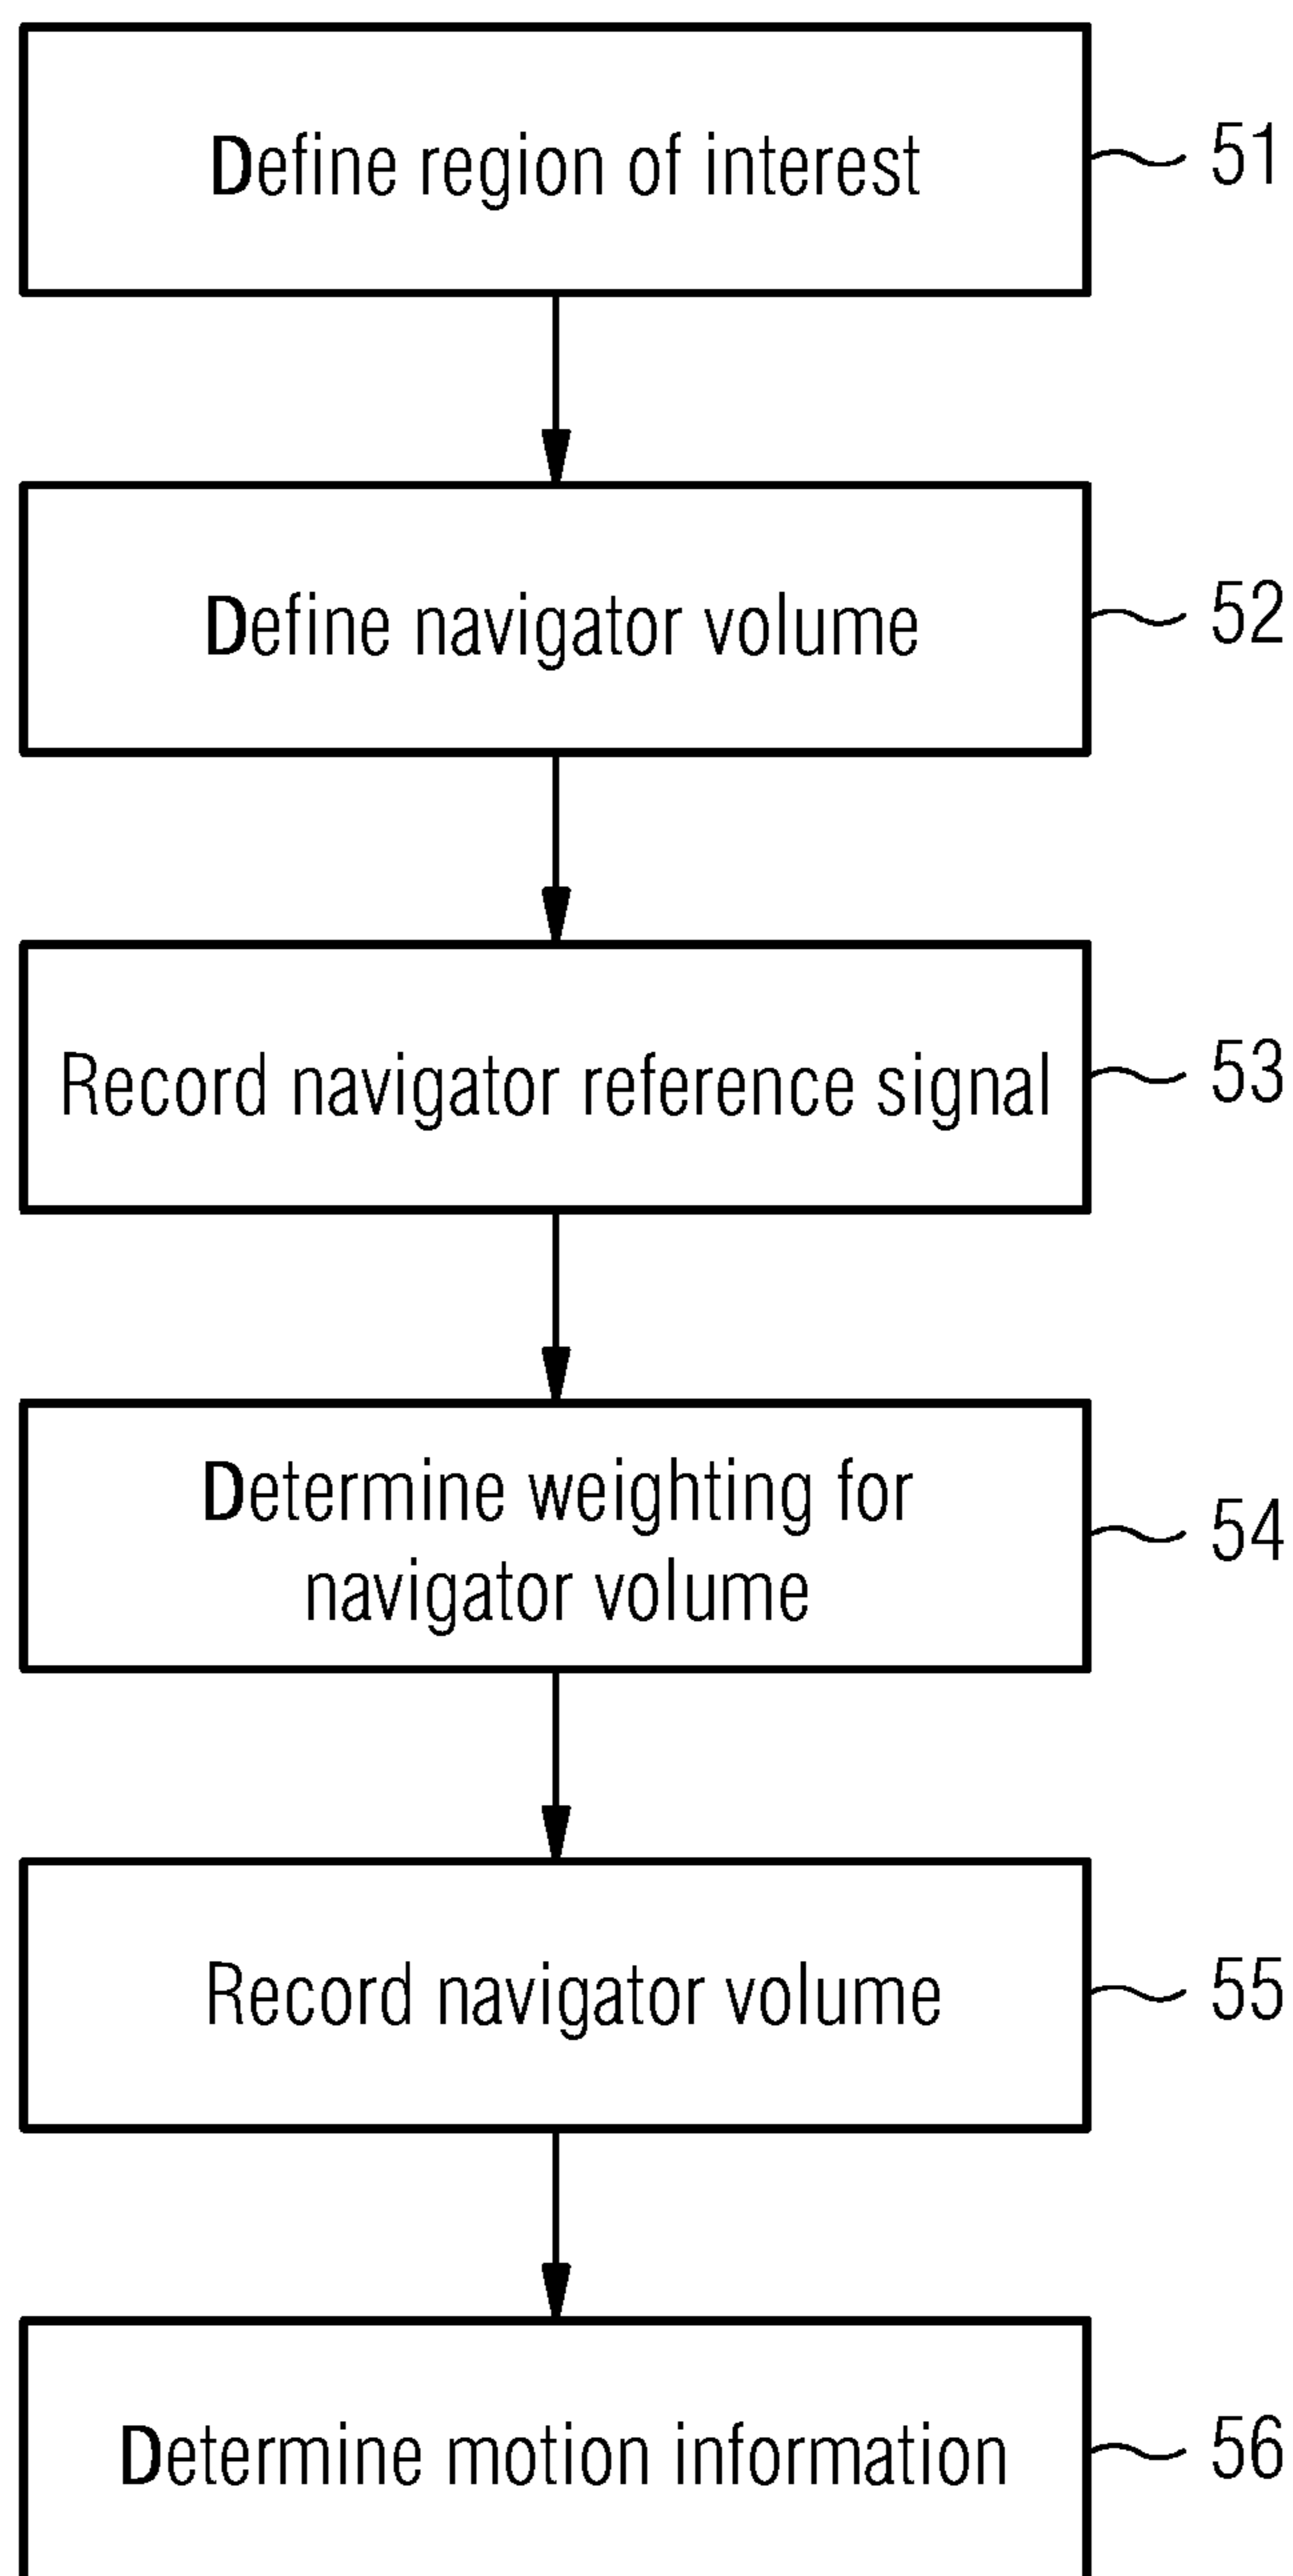 Define region of interest
51
Define navigator volume
52
Record navigator reference signal
53
Determine weighting for
navigator volume
54
Record navigator volume
55
Determine motion information
56